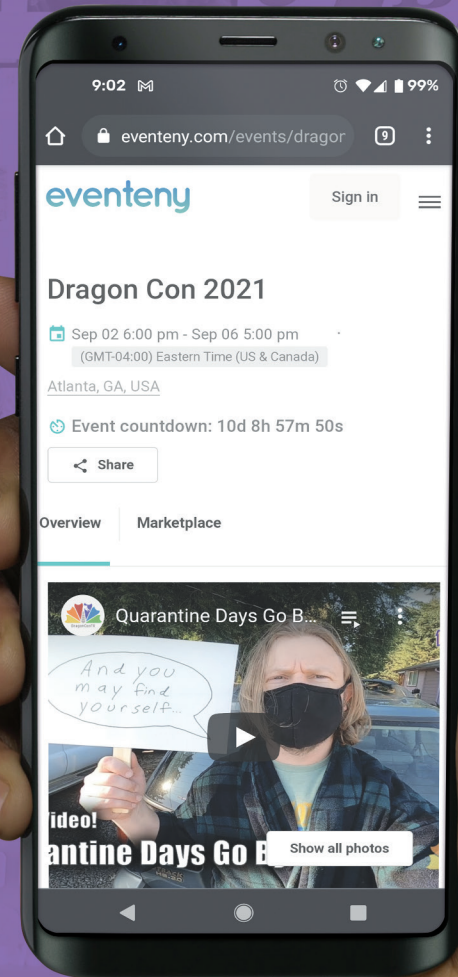 9:02 99%
eventeny.com/events/dragor 9
eventeny Sign in
Dragon Con 2021
Sep 02 6:00 pm - Sep 06 5:00 pm -
(GMT-04:00) Eastern Time (US & Canada)
Atlanta, GA, USA
Event countdown: 10d 8h 57m 50s
Share
Overview Marketplace
Quarantine Days Go B...
And you
may find
yourself...
ideo!
antine Days Go B
Show all photos